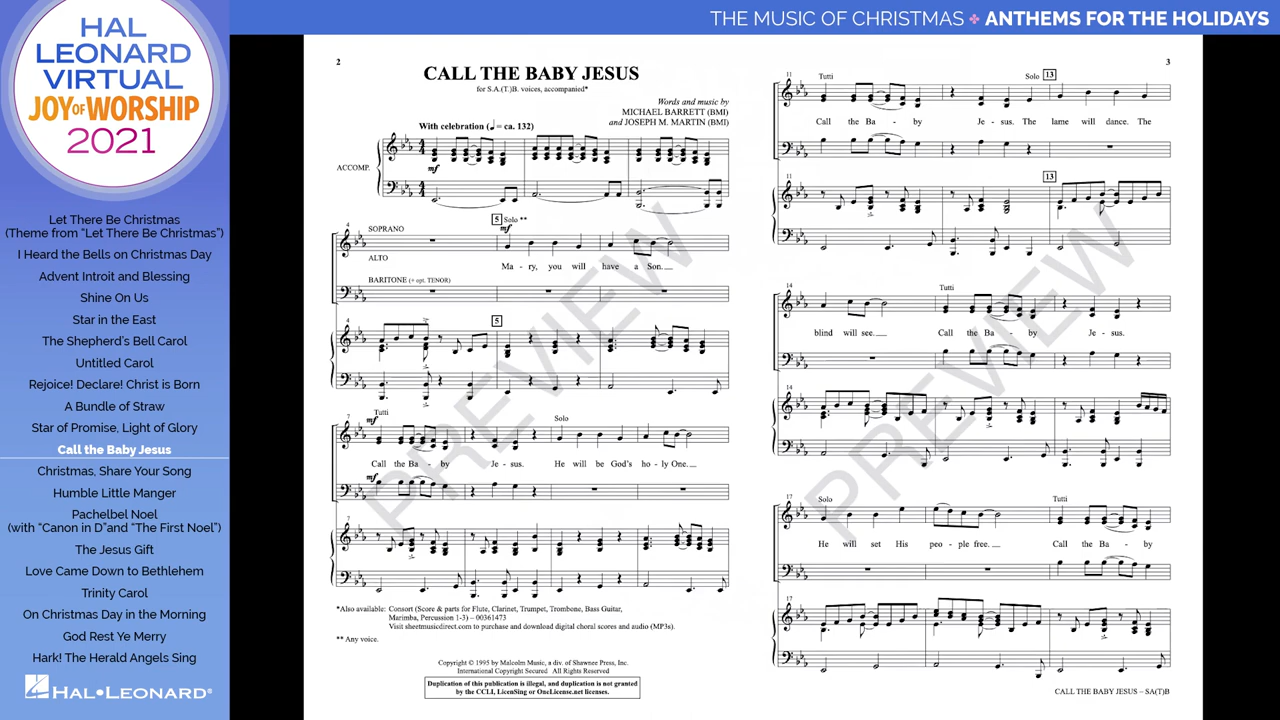 HAL
LEONARD
VIRTUAL
JOY OF WORSHIP
2021
Let There Be Christmas
(Theme from “Let There Be Christmas”)
I Heard the Bells on Christmas Day
Advent Introit and Blessing
Shine On Us
Star in the East
The Shepherd's Bell Carol
Untitled Carol
Rejoice! Declare! Christ is Born
A Bundle of Straw
Star of Promise, Light of Glory
Call the Baby Jesus
Christmas, Share Your Song
Humble Little Manger
Pachelbel Noel
(with “Canon in D”and “The First Noel”)
The Jesus Gift
Love Came Down to Bethlehem
Trinity Carol
On Christmas Day in the Morning
God Rest Ye Merry
Hark! The Herald Angels Sing
HAL•LEONARD®
THE MUSIC OF CHRISTMAS ANTHEMS FOR THE HOLIDAYS
2
CALL THE BABY JESUS
for S.A.(T.)B. voices, accompanied*
Words and music by
MICHAEL BARRETT (BMI)
and JOSEPH M. MARTIN (BMI)
With celebration (♩ = ca. 132)
ACCOMP.
mf
4
5 Solo **
SOPRANO
mf
ALTO
Ma - ry, you will have a Son.
BARITONE (+ opt. TENOR)
4
5
7
Tutti
Solo
mf
Call the Ba - by Je - sus. He will be God's ho - ly One.
mf
7
*Also available: Consort (Score & parts for Flute, Clarinet, Trumpet, Trombone, Bass Guitar,
Marimba, Percussion 1-3) – 00361473
Visit sheetmusicdirect.com to purchase and download digital choral scores and audio (MP3s).
** Any voice.
Copyright © 1995 by Malcolm Music, a div. of Shawnee Press, Inc.
International Copyright Secured All Rights Reserved
Duplication of this publication is illegal, and duplication is not granted
by the CCLI, LicenSing or OneLicense.net licenses.
PREVIEW
3
11
Tutti
Solo 13
Call the Ba - by Je - sus. The lame will dance. The
11
13
14
Tutti
blind will see. Call the Ba - by Je - sus.
14
17
Solo
Tutti
He will set His peo - ple free. Call the Ba - by
17
CALL THE BABY JESUS – SA(T)B
PREVIEW